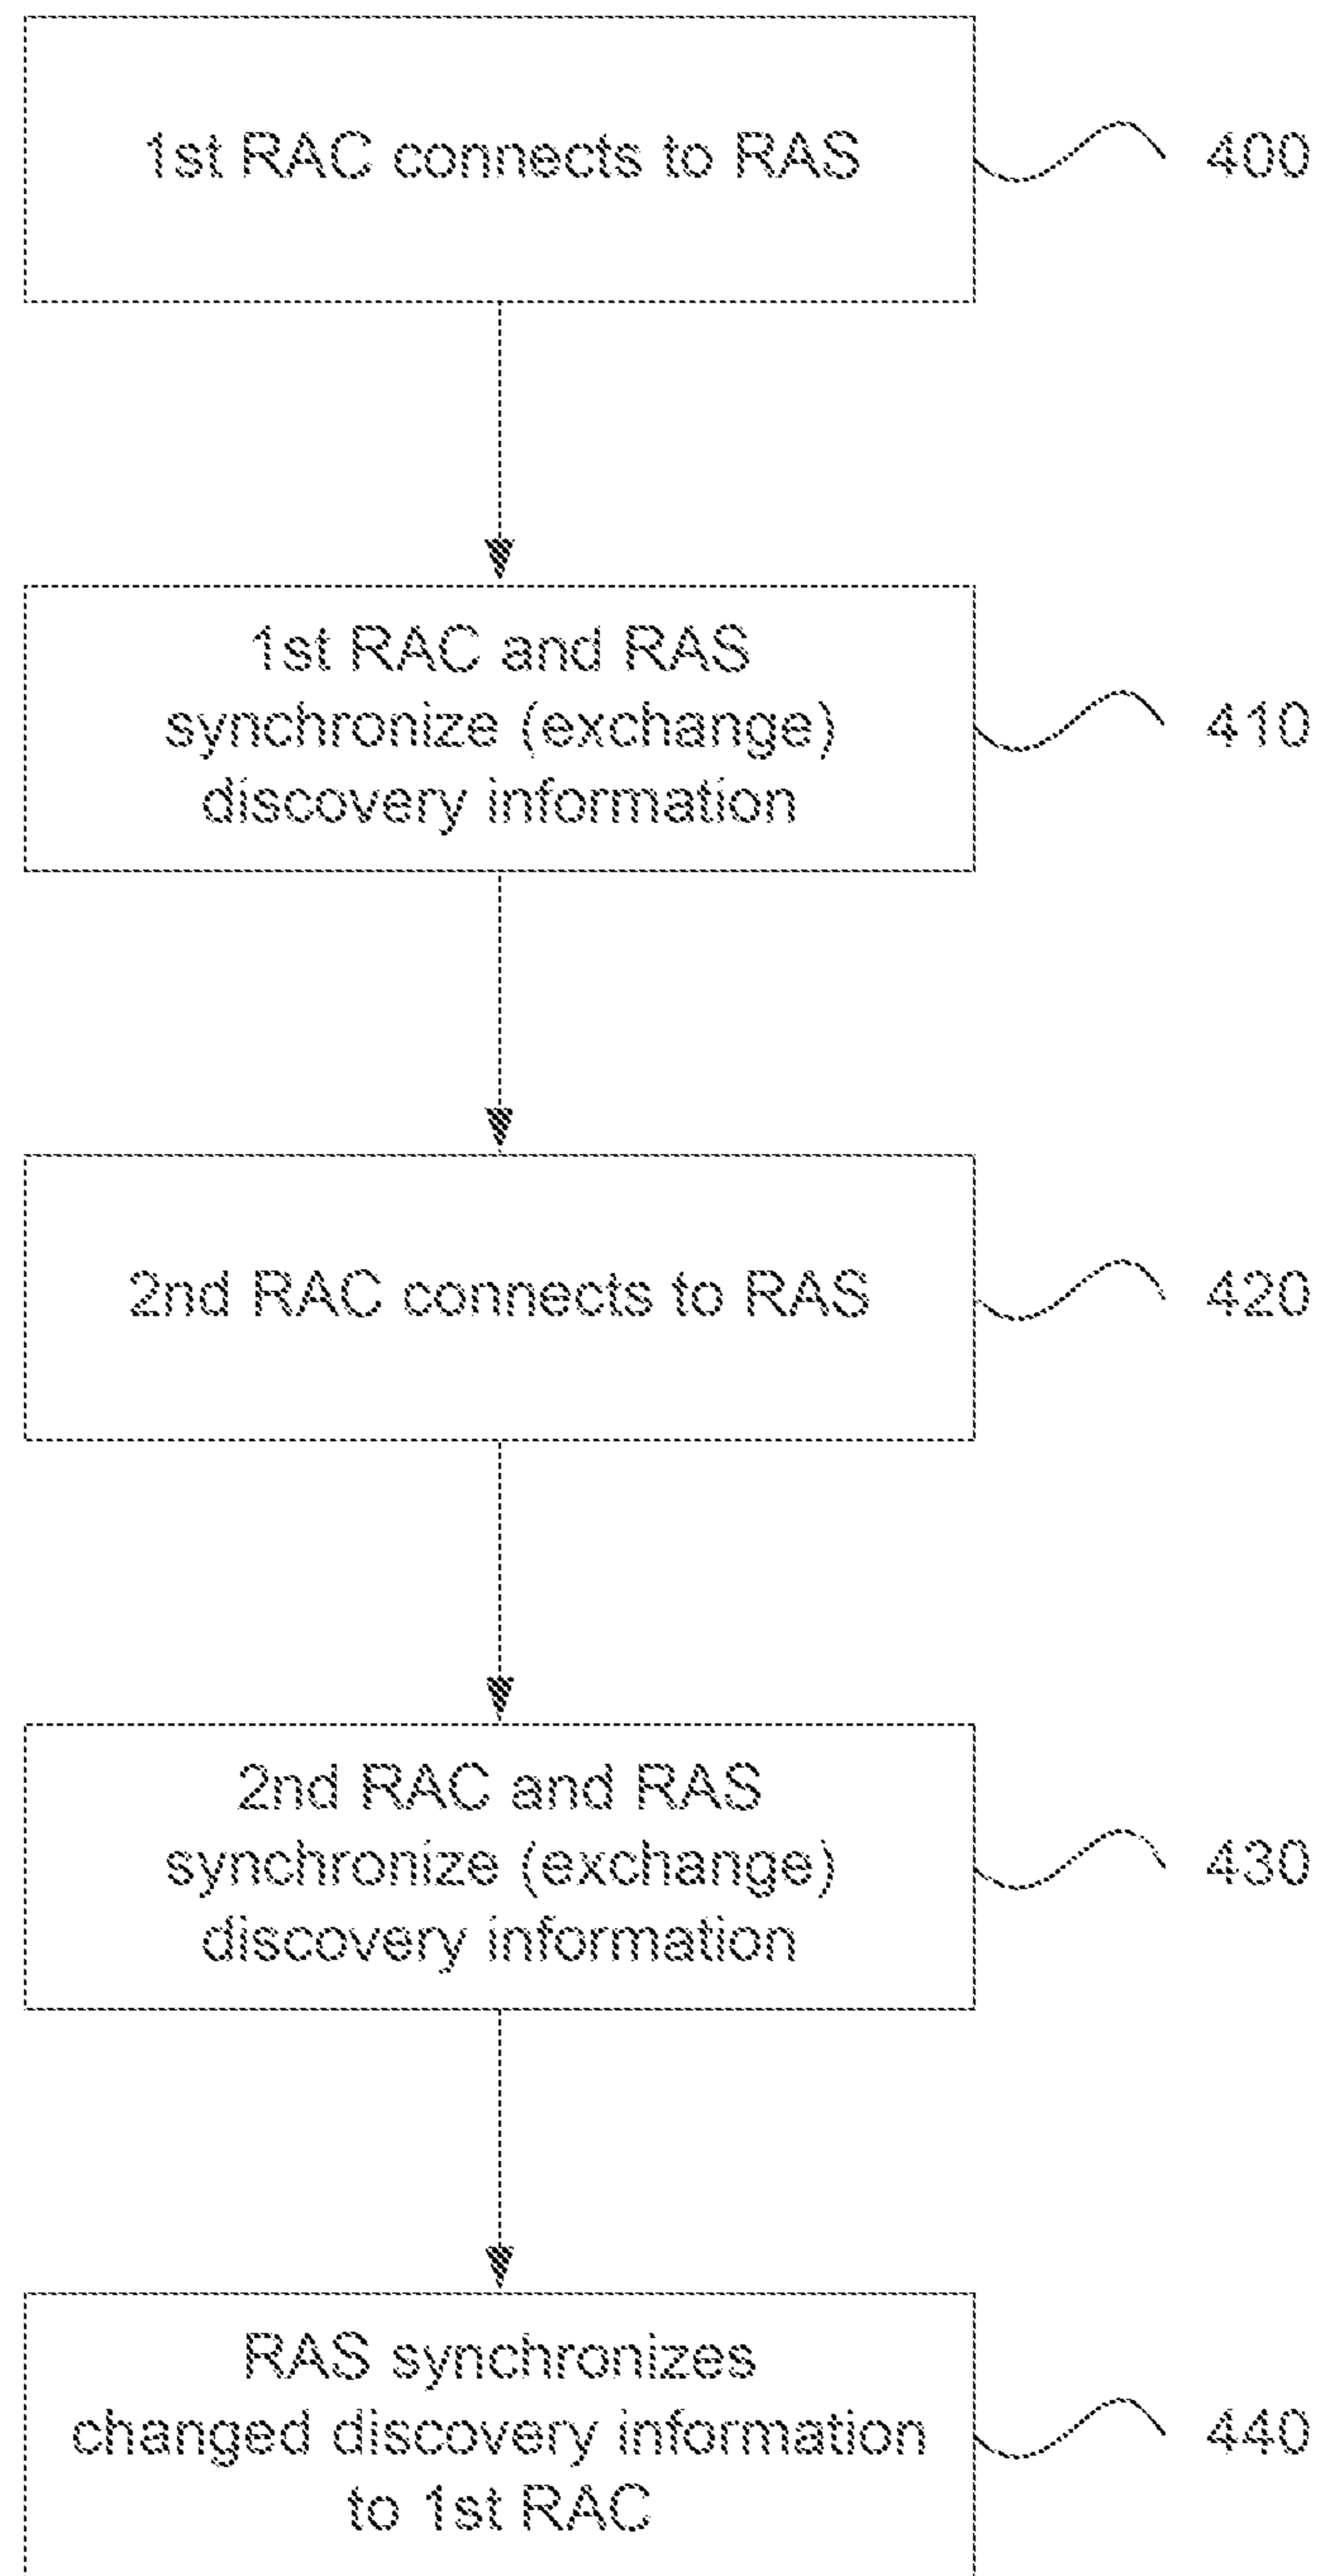 1st RAC connects to RAS
400
1st RAC and RAS
synchronize (exchange)
discovery information
410
2nd RAC connects to RAS
420
2nd RAC and RAS
synchronize (exchange)
discovery information
430
RAS synchronizes
changed discovery information
to 1st RAC
440